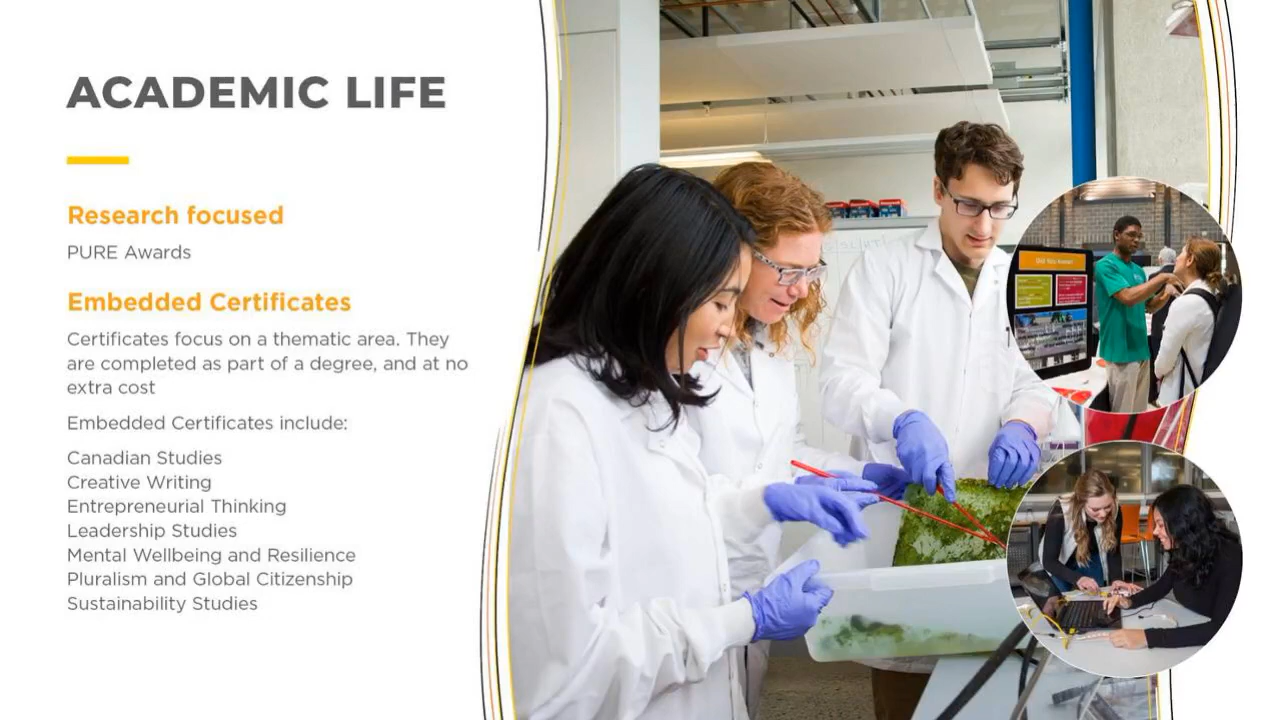 ACADEMIC LIFE
Research focused
PURE Awards
Embedded Certificates
Certificates focus on a thematic area. They
are completed as part of a degree, and at no
extra cost
Embedded Certificates include:
Canadian Studies
Creative Writing
Entrepreneurial Thinking
Leadership Studies
Mental Wellbeing and Resilience
Pluralism and Global Citizenship
Sustainability Studies